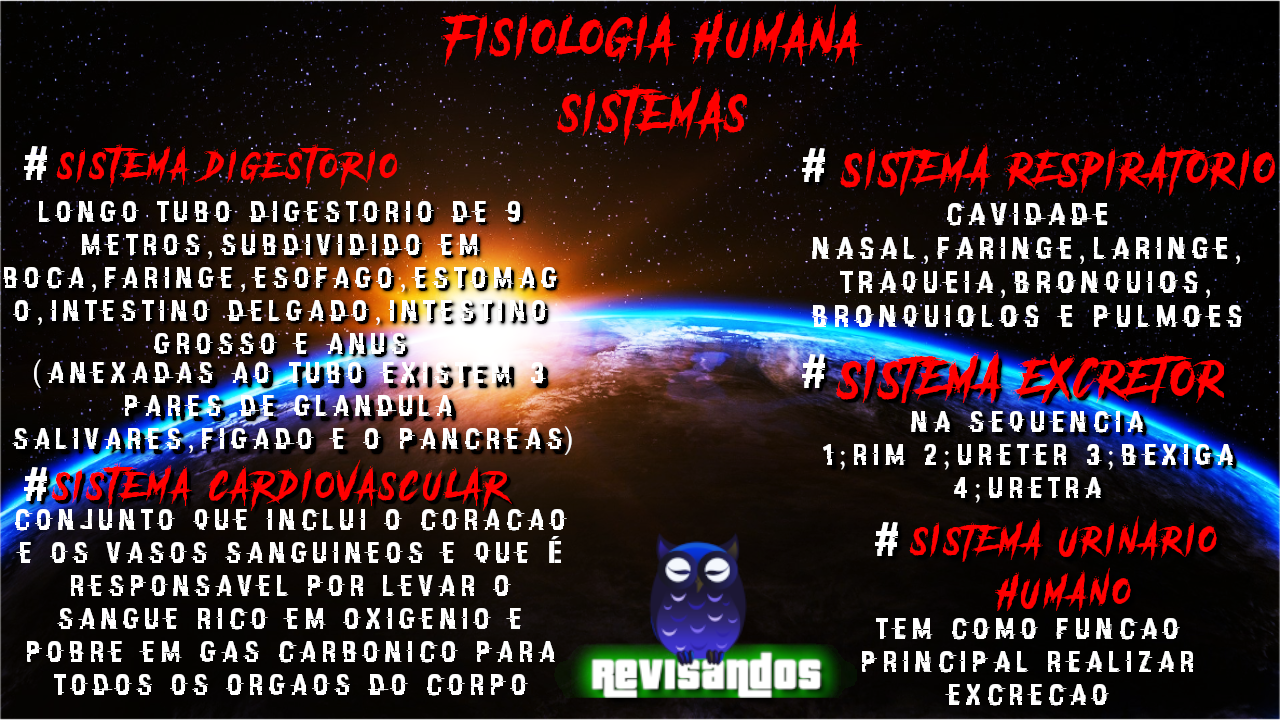 FISIOLOGIA HUMANA
SISTEMAS
# SISTEMA DIGESTORIO
LONGO TUBO DIGESTORIO DE 9
METROS,SUBDIVIDIDO EM
BOCA,FARINGE,ESOFAGO,ESTOMAG
O,INTESTINO DELGADO,INTESTINO
GROSSO E ANUS
(ANEXADAS AO TUBO EXISTEM 3
PARES DE GLANDULA
SALIVARES,FIGADO E O PANCREAS)
#SISTEMA CARDIOVASCULAR
CONJUNTO QUE INCLUI O CORACAO
E OS VASOS SANGUINEOS E QUE É
RESPONSAVEL POR LEVAR O
SANGUE RICO EM OXIGENIO E
POBRE EM GAS CARBONICO PARA
TODOS OS ORGAOS DO CORPO
# SISTEMA RESPIRATORIO
CAVIDADE
NASAL,FARINGE,LARINGE,
TRAQUEIA,BRONQUIOS,
BRONQUIOLOS E PULMOES
# SISTEMA EXCRETOR
NA SEQUENCIA
1;RIM 2;URETER 3;BEXIGA
4;URETRA
# SISTEMA URINARIO
HUMANO
TEM COMO FUNCAO
PRINCIPAL REALIZAR
EXCRECAO
Revisandos